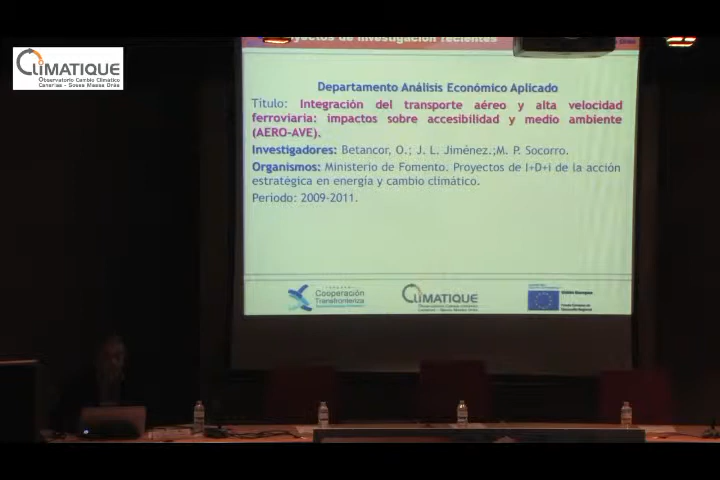 CLIMATIQUE
Observatorio Cambio Climático
Canarias - Souss Massa Drâa
Proyectos de investigación recientes
Departamento Análisis Económico Aplicado
Título: Integración del transporte aéreo y alta velocidad
ferroviaria: impactos sobre accesibilidad y medio ambiente
(AERO-AVE).
Investigadores: Betancor, O.; J. L. Jiménez.;M. P. Socorro.
Organismos: Ministerio de Fomento. Proyectos de I+D+i de la acción
estratégica en energía y cambio climático.
Periodo: 2009-2011.
Cooperación
Transfronteriza
CLIMATIQUE